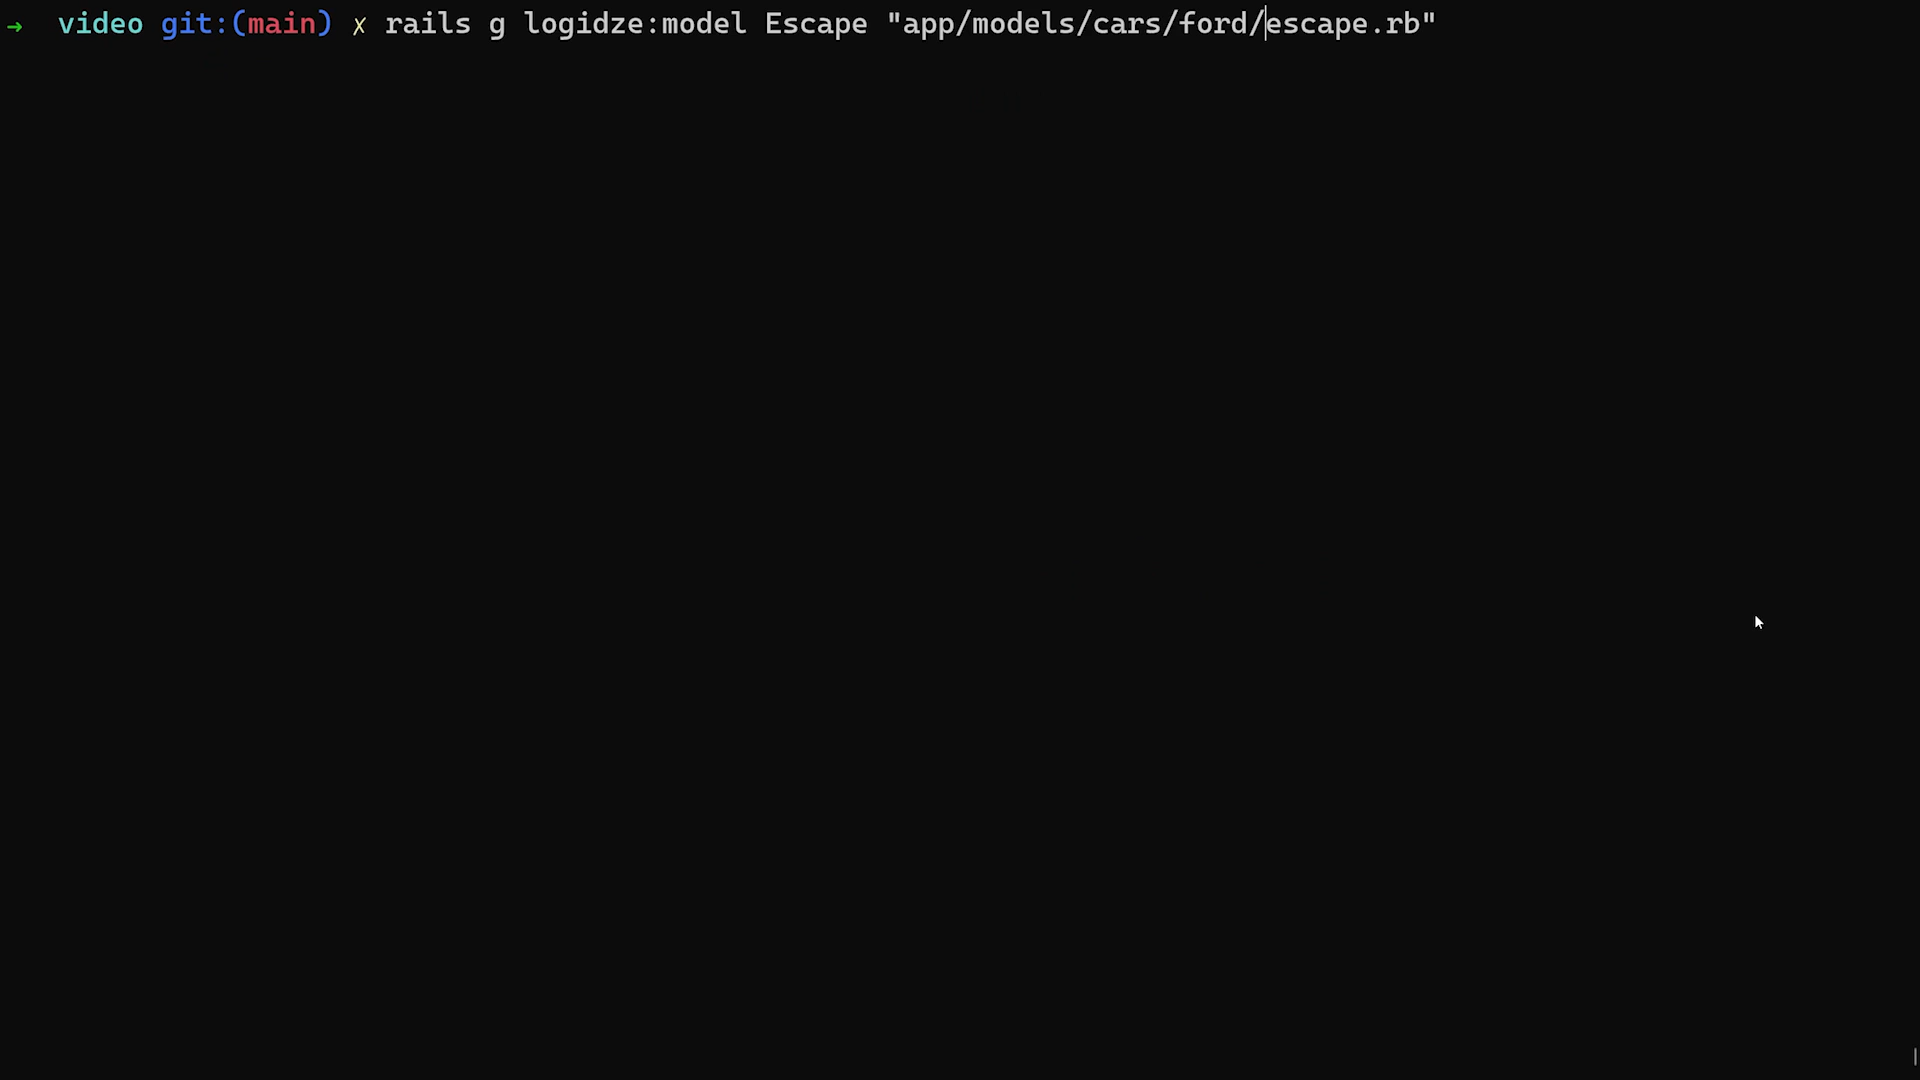 → video git:(main) ✗ rails g logidze:model Escape "app/models/cars/ford/escape.rb"